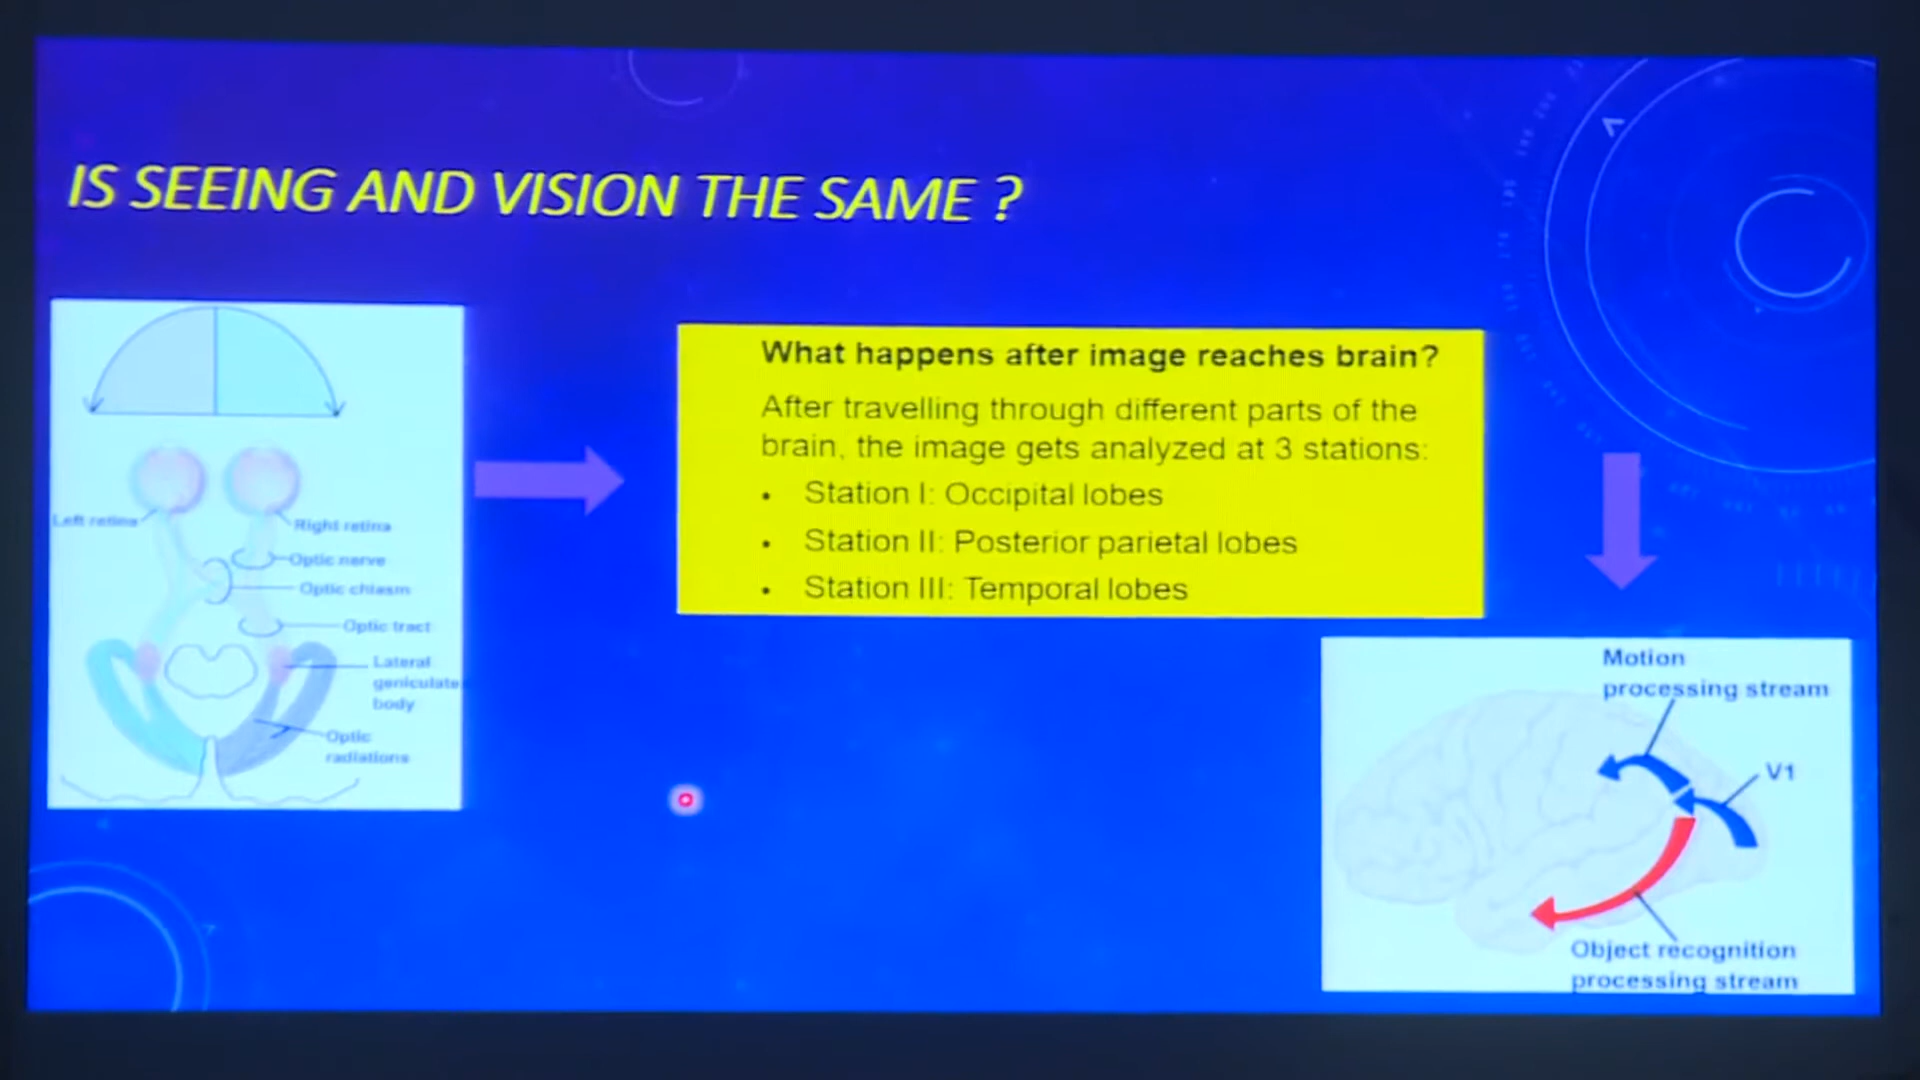 IS SEEING AND VISION THE SAME ?
Left retina
Right retina
Optic nerve
Optic chiasm
Optic tract
Lateral
geniculate
body
Optic
radiations
What happens after image reaches brain?
After travelling through different parts of the
brain, the image gets analyzed at 3 stations:
• Station I: Occipital lobes
• Station II: Posterior parietal lobes
• Station III: Temporal lobes
Motion
processing stream
V1
Object recognition
processing stream